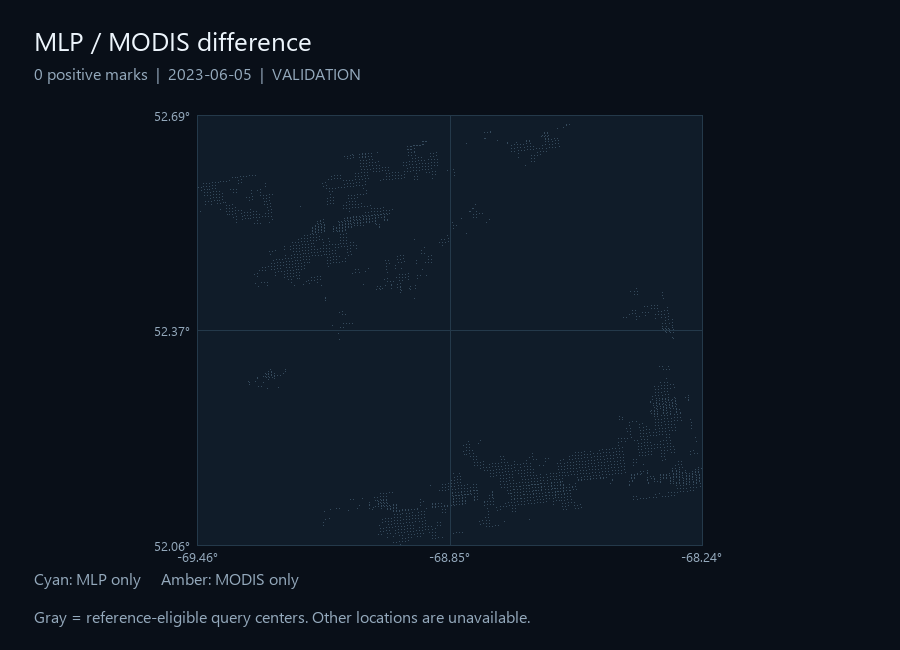 MLP / MODIS difference
0 positive marks | 2023-06-05 | VALIDATION
52.69°
52.37°
52.06°
-69.46° -68.85° -68.24°
Cyan: MLP only Amber: MODIS only
Gray = reference-eligible query centers. Other locations are unavailable.